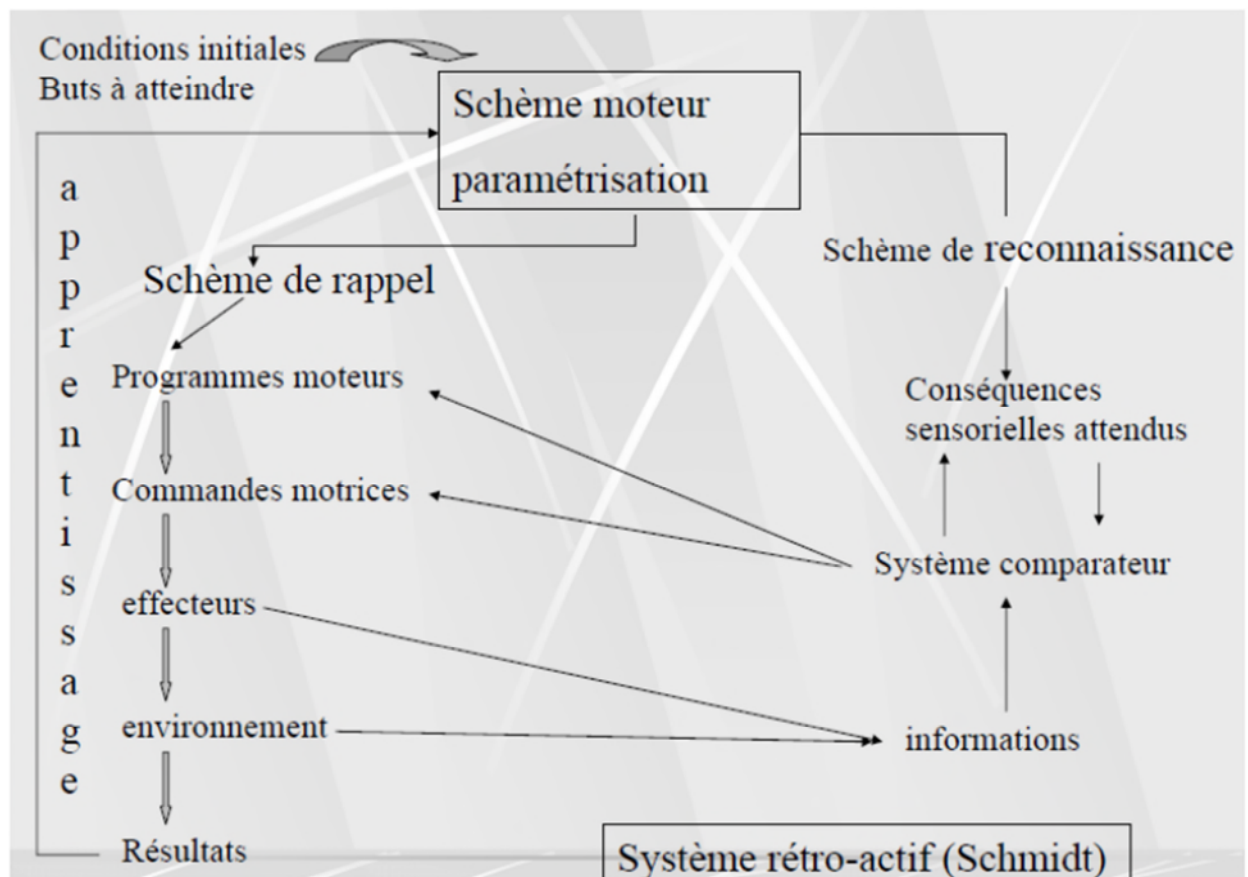 Conditions initiales
Buts à atteindre
Schème moteur
paramétrisation
Schème de reconnaissance
Schème de rappel
apprentissage
Programmes moteurs
Conséquences
sensorielles attendus
Commandes motrices
Système comparateur
effecteurs
environnement
informations
Résultats
Système rétro-actif (Schmidt)